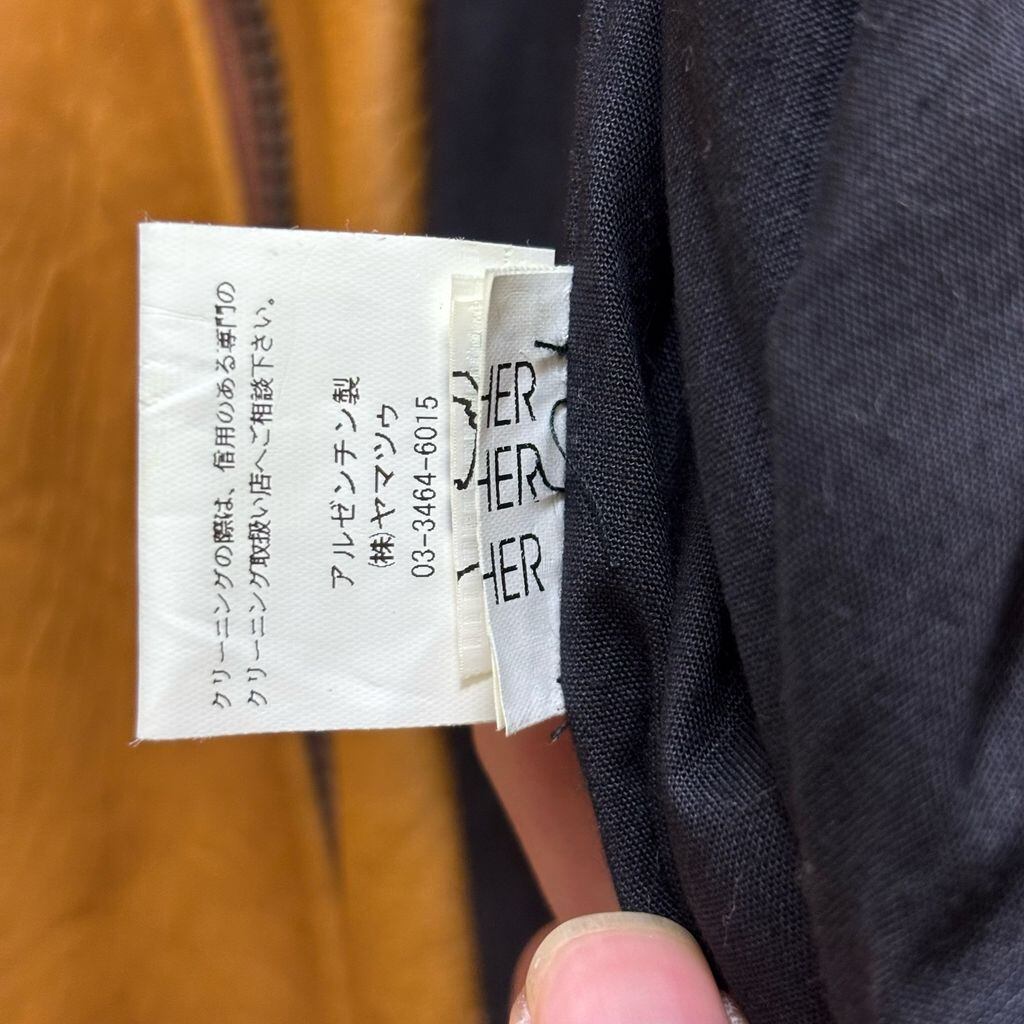 クリーニングの際は、信用のある専門の
クリーニング取扱い店へご相談下さい。
アルゼンチン製
(株)ヤマツゥ
03-3464-6015
HER
HER
HER